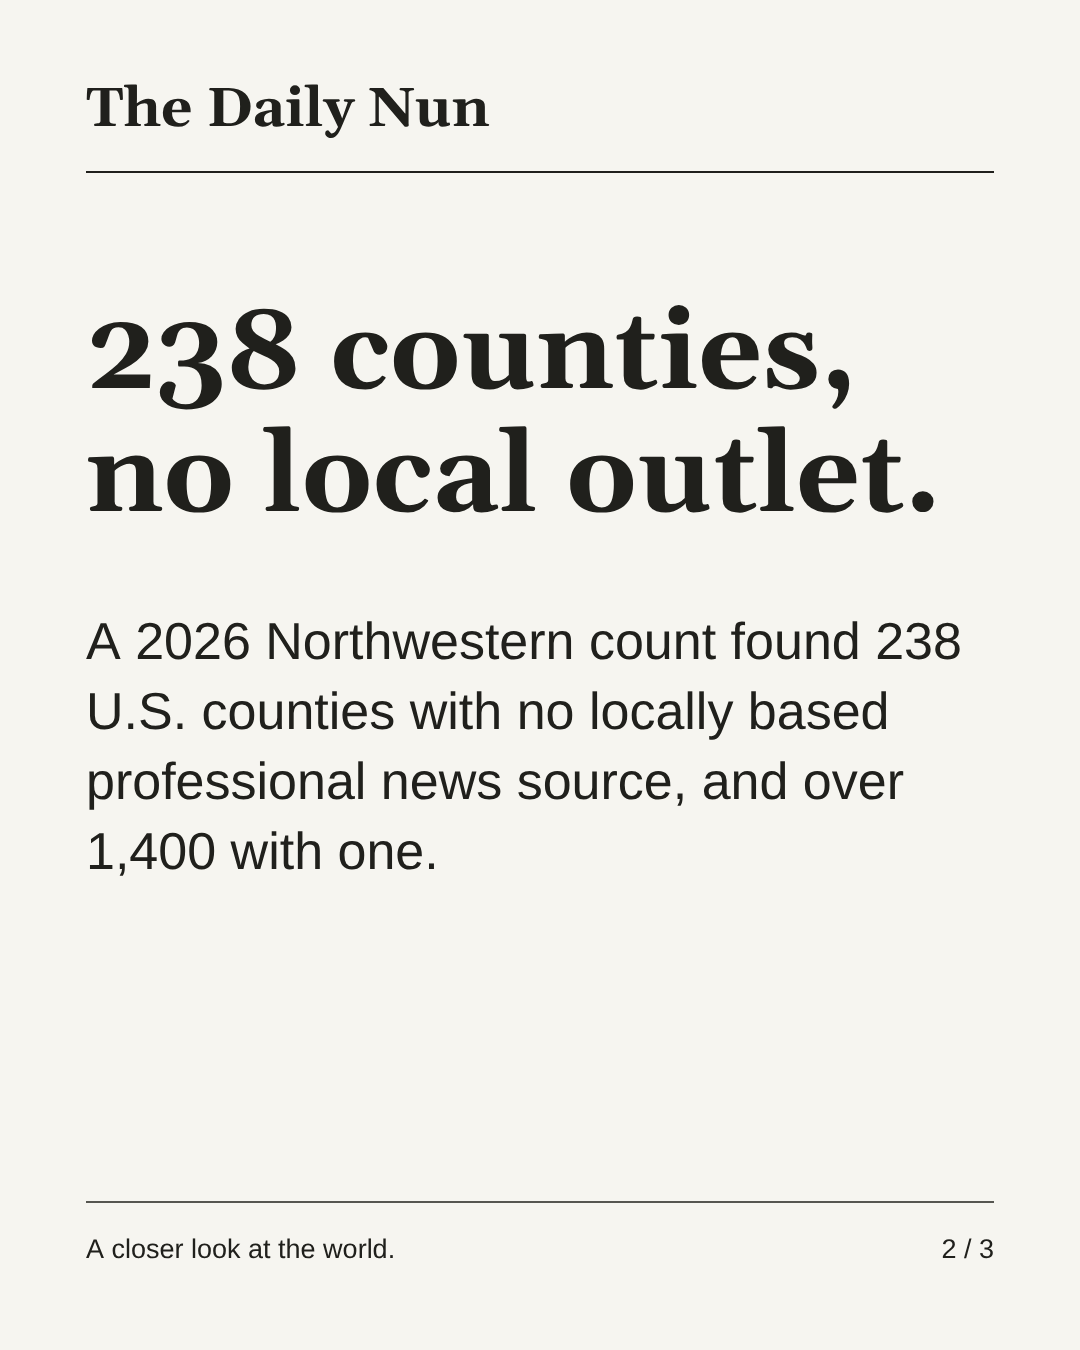 The Daily Nun
238 counties,
no local outlet.
A 2026 Northwestern count found 238
U.S. counties with no locally based
professional news source, and over
1,400 with one.
A closer look at the world.
2 / 3